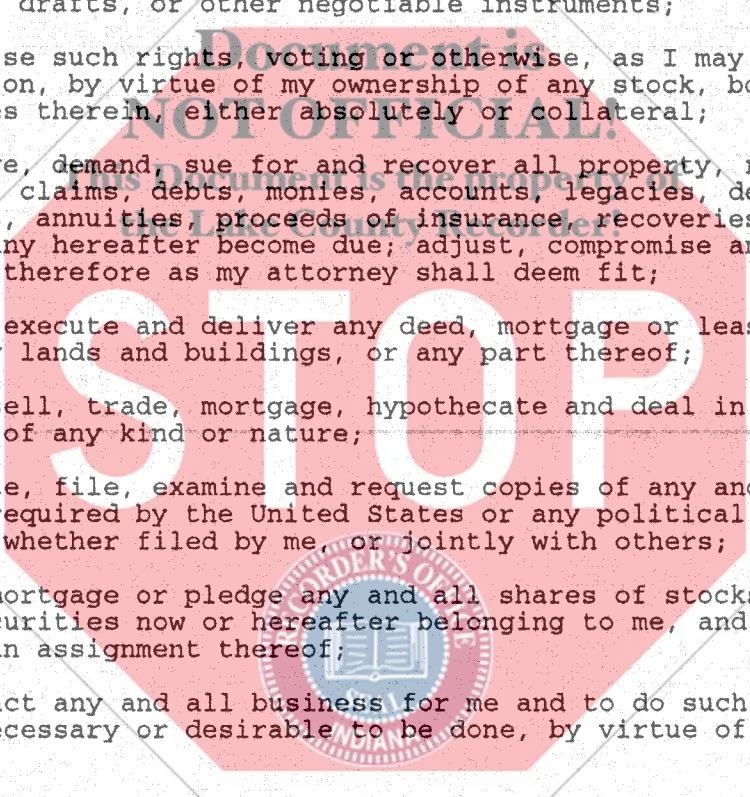 drafts, or other negotiable instruments;
Document is
se such rights, voting or otherwise, as I may
on, by virtue of my ownership of any stock, bo
s therein, either absolutely or collateral;
NOT OFFICIAL!
e, demand, sue for and recover all property,
This Document is the property of
claims, debts, monies, accounts, legacies, de
, annuities, proceeds of insurance, recoveries
the Lake County Recorder!
ny hereafter become due; adjust, compromise an
therefore as my attorney shall deem fit;
STOP
execute and deliver any deed, mortgage or leas
lands and buildings, or any part thereof;
ell, trade, mortgage, hypothecate and deal in
of any kind or nature;
e, file, examine and request copies of any and
required by the United States or any political
whether filed by me, or jointly with others;
RECORDER'S OFFICE
mortgage or pledge any and all shares of stocks
curities now or hereafter belonging to me, and
n assignment thereof;
SEAL
ct any and all business for me and to do such
ecessary or desirable to be done, by virtue of
INDIANA